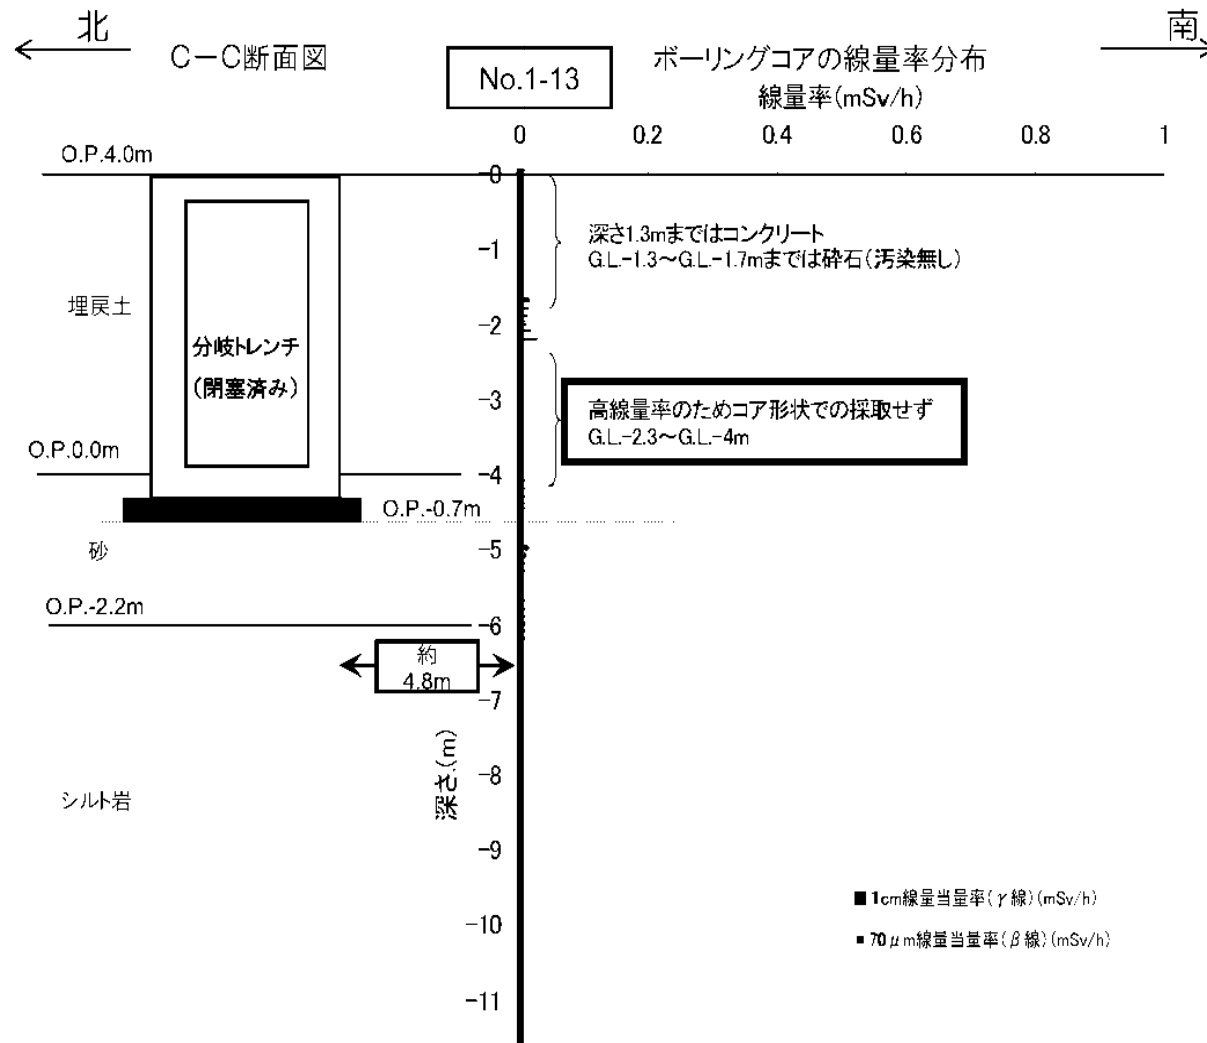 北
南
C－C断面図
No.1-13
ボーリングコアの線量率分布
線量率(mSv/h)
0 0.2 0.4 0.6 0.8 1
O.P.4.0m
−0
深さ1.3mまではコンクリート
−1
G.L.-1.3～G.L.-1.7mまでは砕石(汚染無し)
埋戻土
−2
分岐トレンチ
(閉塞済み)
−3
高線量率のためコア形状での採取せず
G.L.-2.3～G.L.-4m
O.P.0.0m
−4
O.P.-0.7m
砂
−5
O.P.-2.2m
−6
約
4.8m
−7
深さ.(m)
−8
シルト岩
−9
1cm線量当量率(γ線)(mSv/h)
−10
70μm線量当量率(β線)(mSv/h)
−11